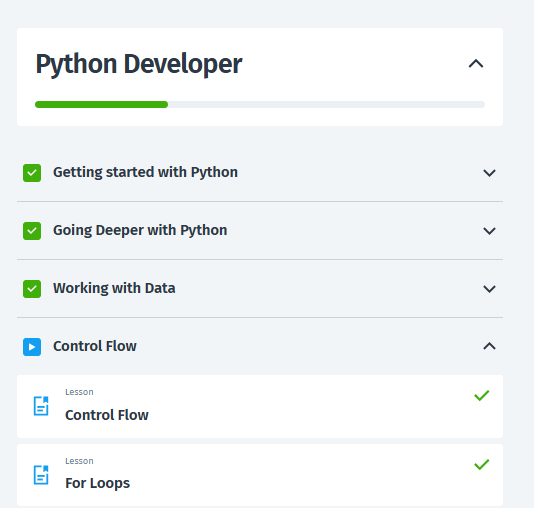 Python Developer
Getting started with Python
Going Deeper with Python
Working with Data
Control Flow
Lesson
Control Flow
Lesson
For Loops